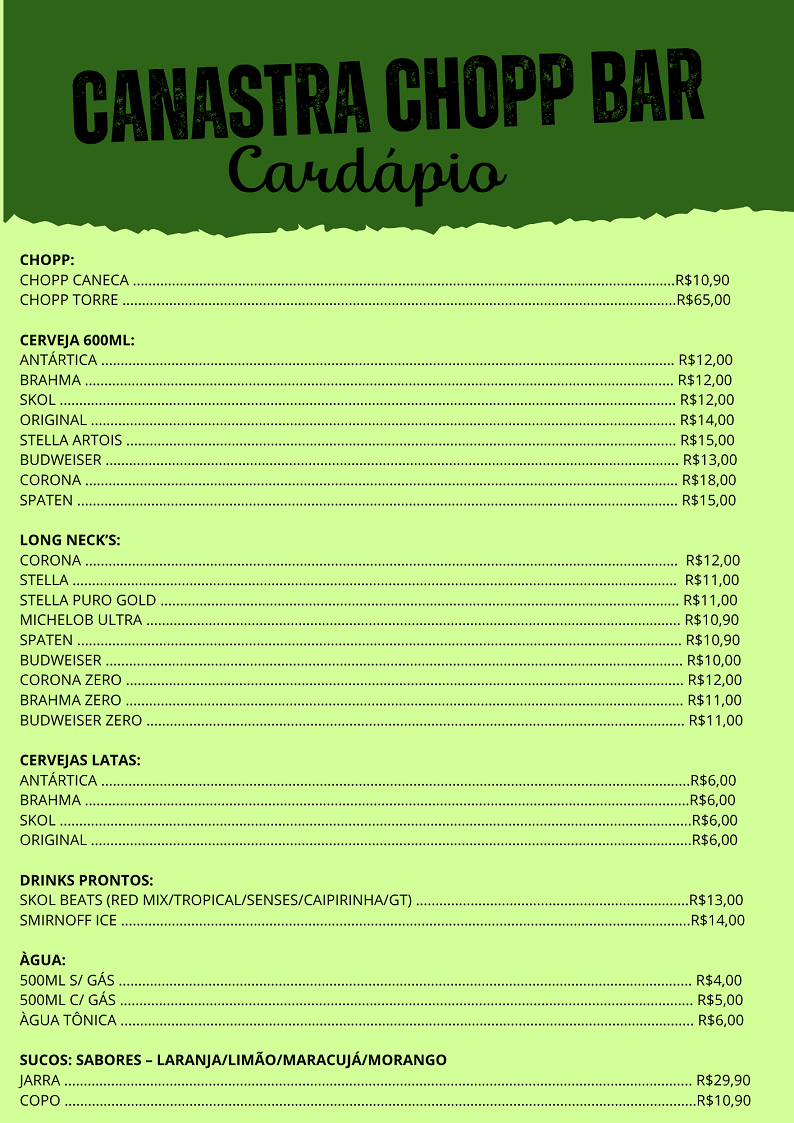 CANASTRA CHOPP BAR
Cardápio
CHOPP:
CHOPP CANECA ........................................................................................................................................R$10,90
CHOPP TORRE ...........................................................................................................................................R$65,00
CERVEJA 600ML:
ANTÁRTICA ................................................................................................................................................ R$12,00
BRAHMA .................................................................................................................................................... R$12,00
SKOL .......................................................................................................................................................... R$12,00
ORIGINAL .................................................................................................................................................. R$14,00
STELLA ARTOIS ......................................................................................................................................... R$15,00
BUDWEISER ............................................................................................................................................... R$13,00
CORONA .................................................................................................................................................... R$18,00
SPATEN ...................................................................................................................................................... R$15,00
LONG NECK’S:
CORONA .................................................................................................................................................... R$12,00
STELLA ....................................................................................................................................................... R$11,00
STELLA PURO GOLD ................................................................................................................................. R$11,00
MICHELOB ULTRA ..................................................................................................................................... R$10,90
SPATEN ...................................................................................................................................................... R$10,90
BUDWEISER ............................................................................................................................................... R$10,00
CORONA ZERO .......................................................................................................................................... R$12,00
BRAHMA ZERO .......................................................................................................................................... R$11,00
BUDWEISER ZERO ..................................................................................................................................... R$11,00
CERVEJAS LATAS:
ANTÁRTICA ....................................................................................................................................................R$6,00
BRAHMA ........................................................................................................................................................R$6,00
SKOL ..............................................................................................................................................................R$6,00
ORIGINAL ......................................................................................................................................................R$6,00
DRINKS PRONTOS:
SKOL BEATS (RED MIX/TROPICAL/SENSES/CAIPIRINHA/GT) .....................................................................R$13,00
SMIRNOFF ICE ...............................................................................................................................................R$14,00
ÀGUA:
500ML S/ GÁS ................................................................................................................................................ R$4,00
500ML C/ GÁS ................................................................................................................................................ R$5,00
ÀGUA TÔNICA ................................................................................................................................................ R$6,00
SUCOS: SABORES – LARANJA/LIMÃO/MARACUJÁ/MORANGO
JARRA ............................................................................................................................................................. R$29,90
COPO ..............................................................................................................................................................R$10,90